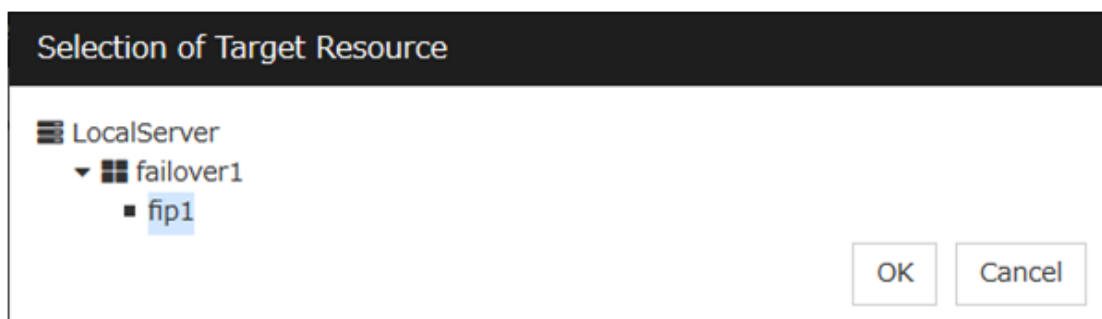 Selection of Target Resource
LocalServer
failover1
fip1
OK Cancel